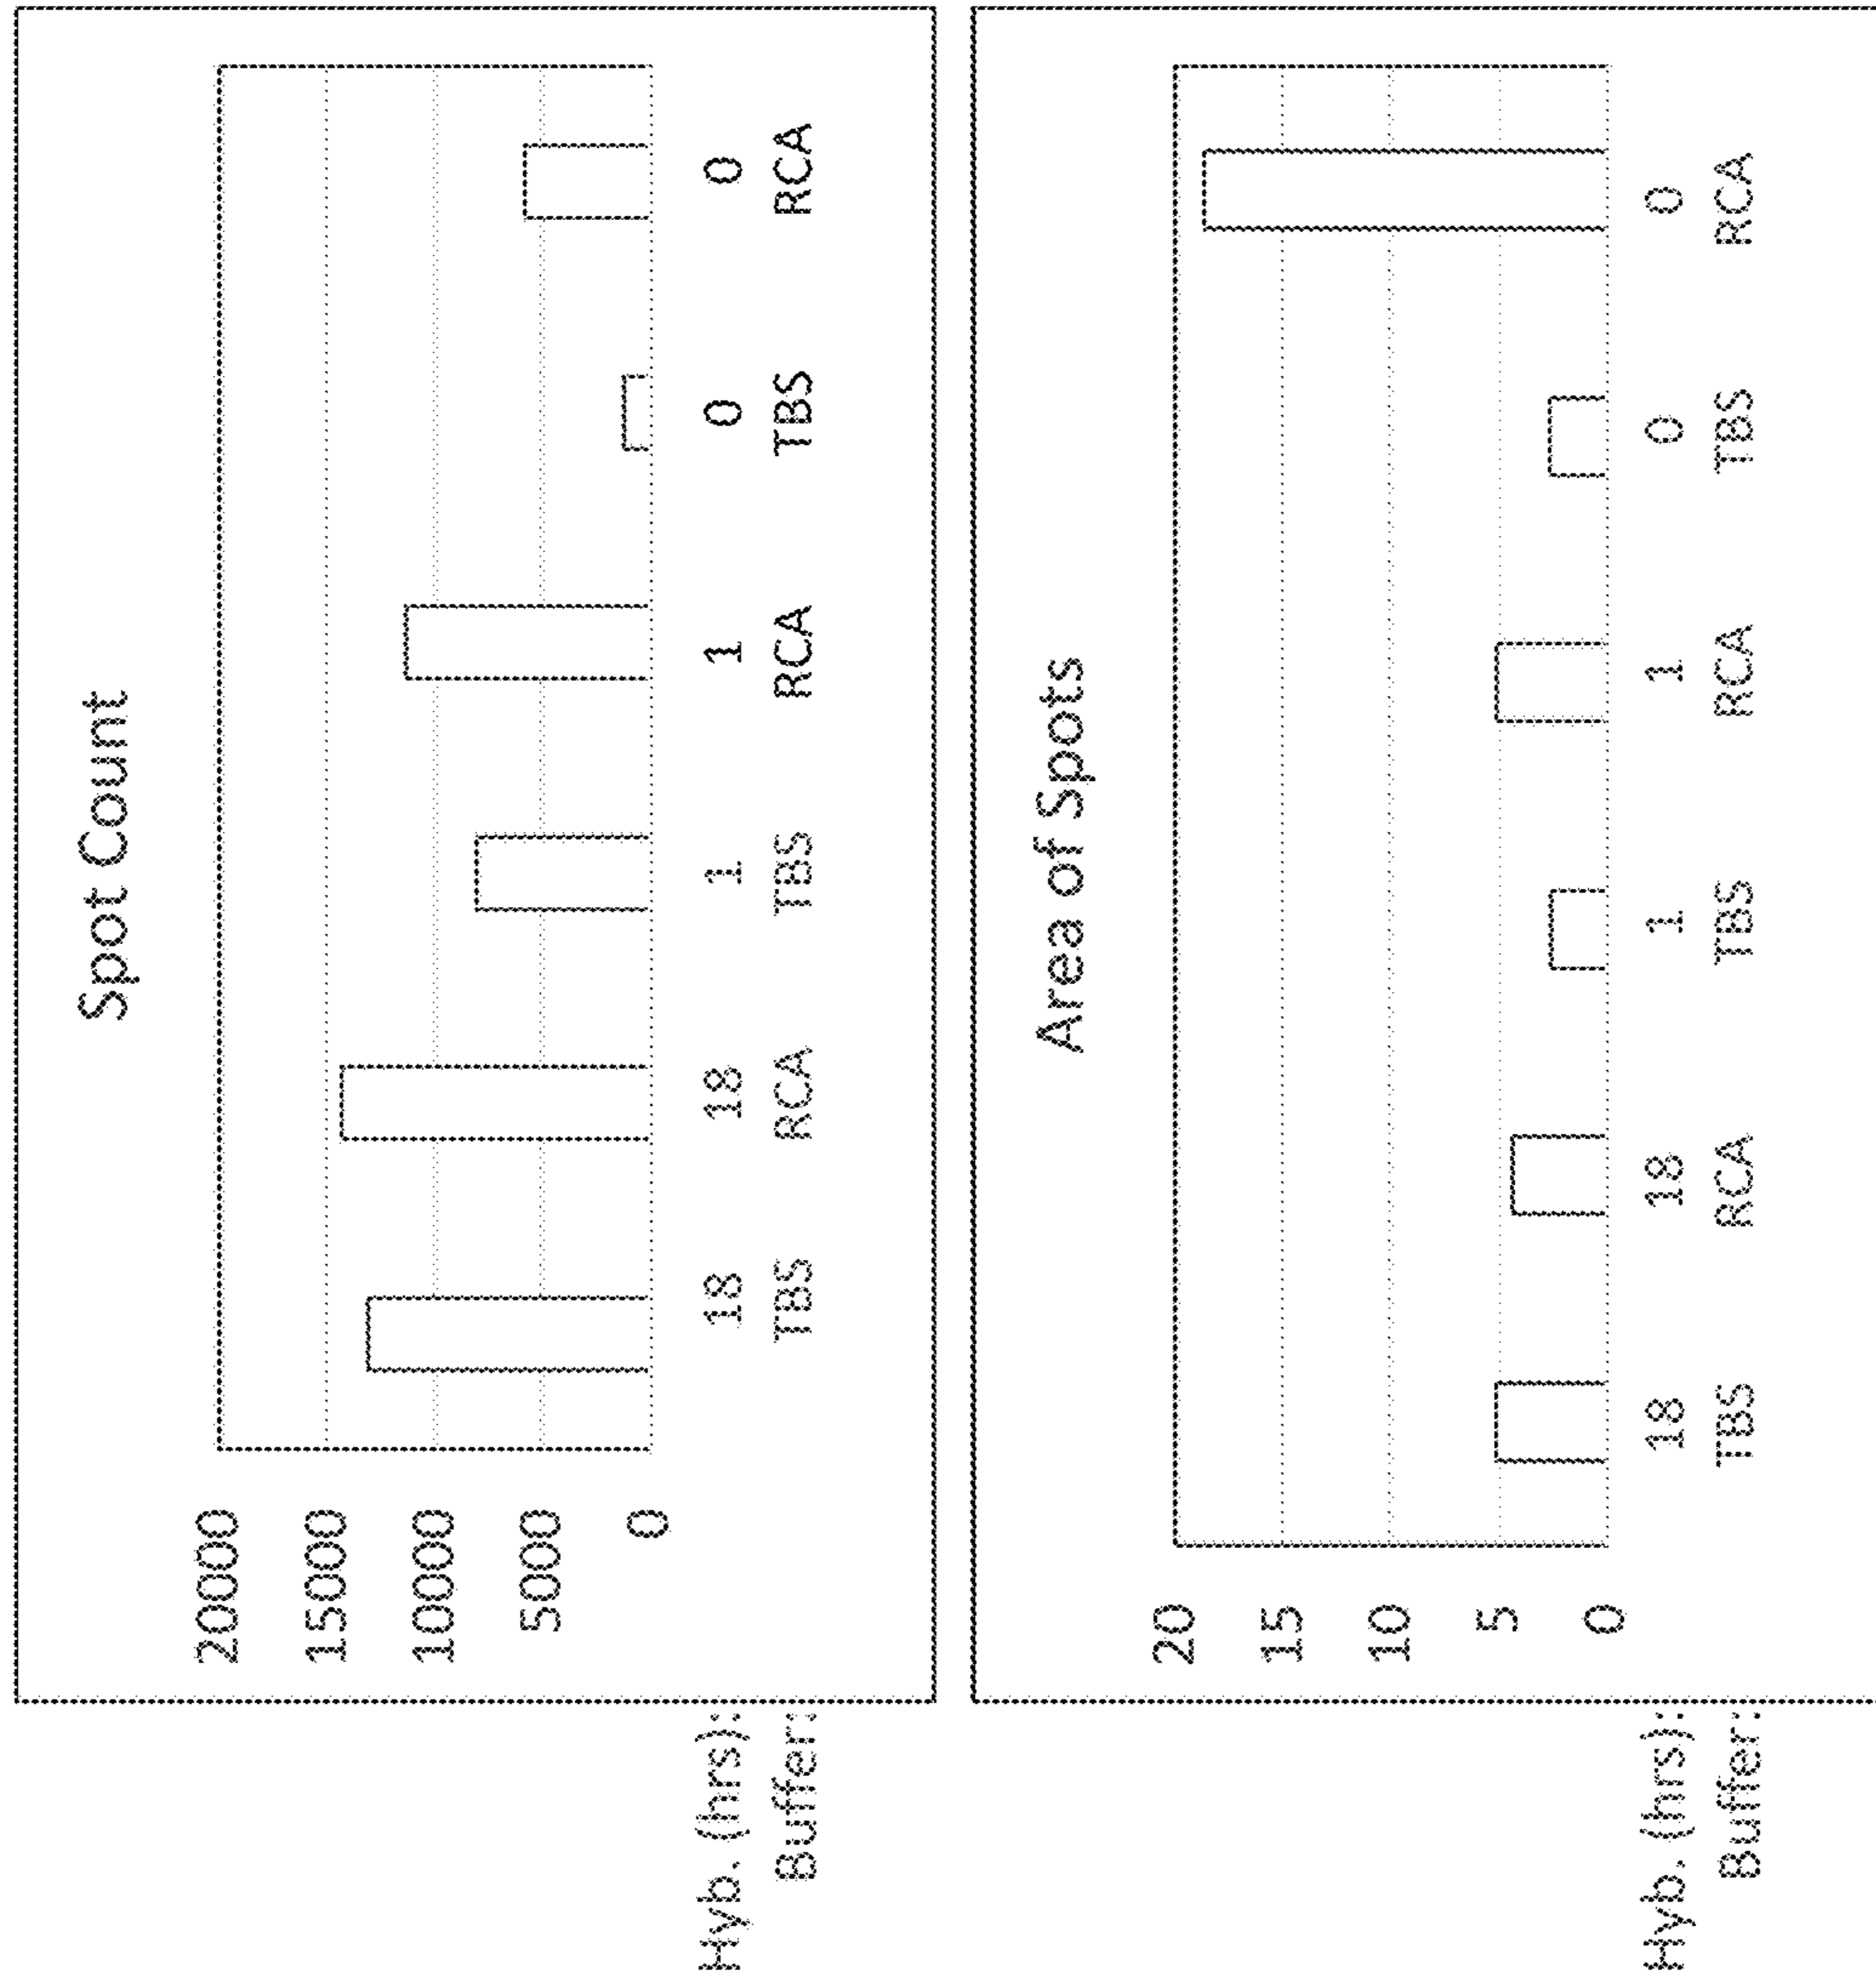 Spot Count
20000
15000
10000
5000
0
Hyb. (hrs): 18 18 1 1 0 0
Buffer: TBS RCA TBS RCA TBS RCA
Area of Spots
20
15
10
5
0
Hyb. (hrs): 18 18 1 1 0 0
Buffer: TBS RCA TBS RCA TBS RCA